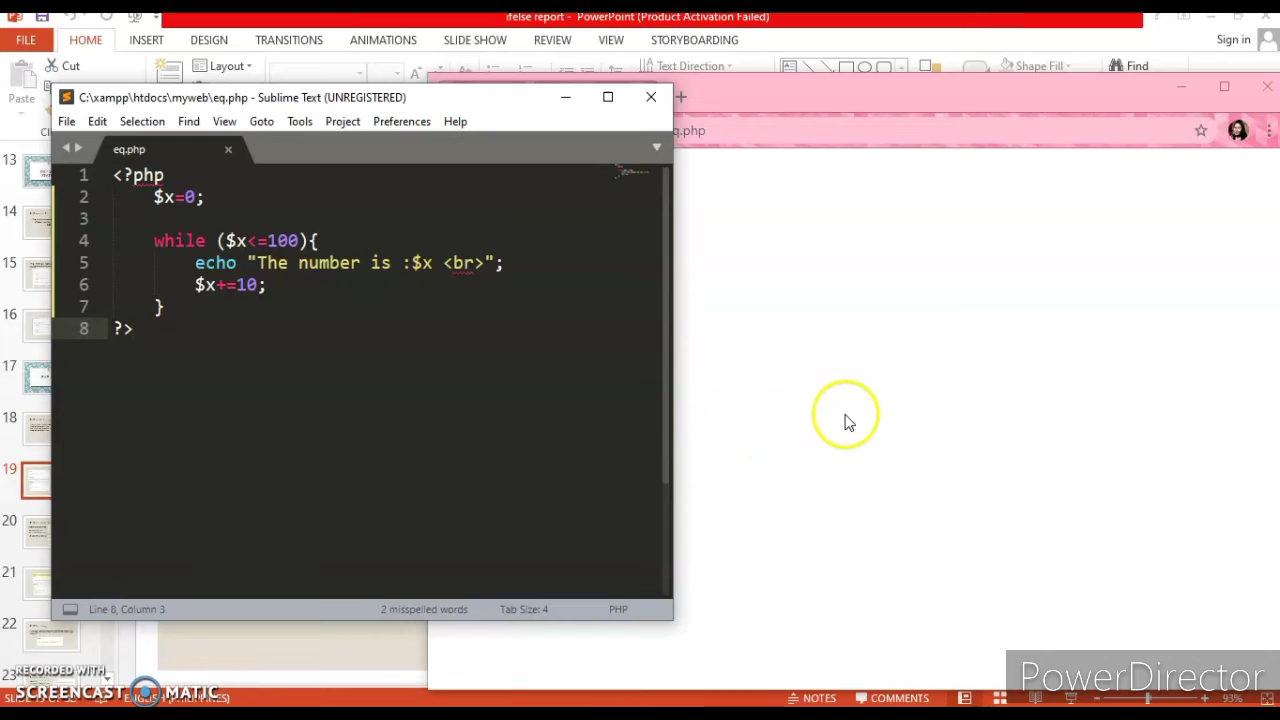 ifelse report - PowerPoint (Product Activation Failed)
FILE HOME INSERT DESIGN TRANSITIONS ANIMATIONS SLIDE SHOW REVIEW VIEW STORYBOARDING Sign in
Paste Cut Layout Text Direction Shape Fill Find
C:\xampp\htdocs\myweb\eq.php - Sublime Text (UNREGISTERED)
File Edit Selection Find View Goto Tools Project Preferences Help
q.php
eq.php
1 <?php
2 $x=0;
3
4 while ($x<=100){
5 echo "The number is :$x <br>";
6 $x+=10;
7 }
8 ?>
13
14
15
16
17
18
19
20
21
22
23
Line 8, Column 3 2 misspelled words Tab Size: 4 PHP
RECORDED WITH
SCREENCAST MATIC
PowerDirector
ENGLISH (PHILIPPINES) NOTES COMMENTS 93%